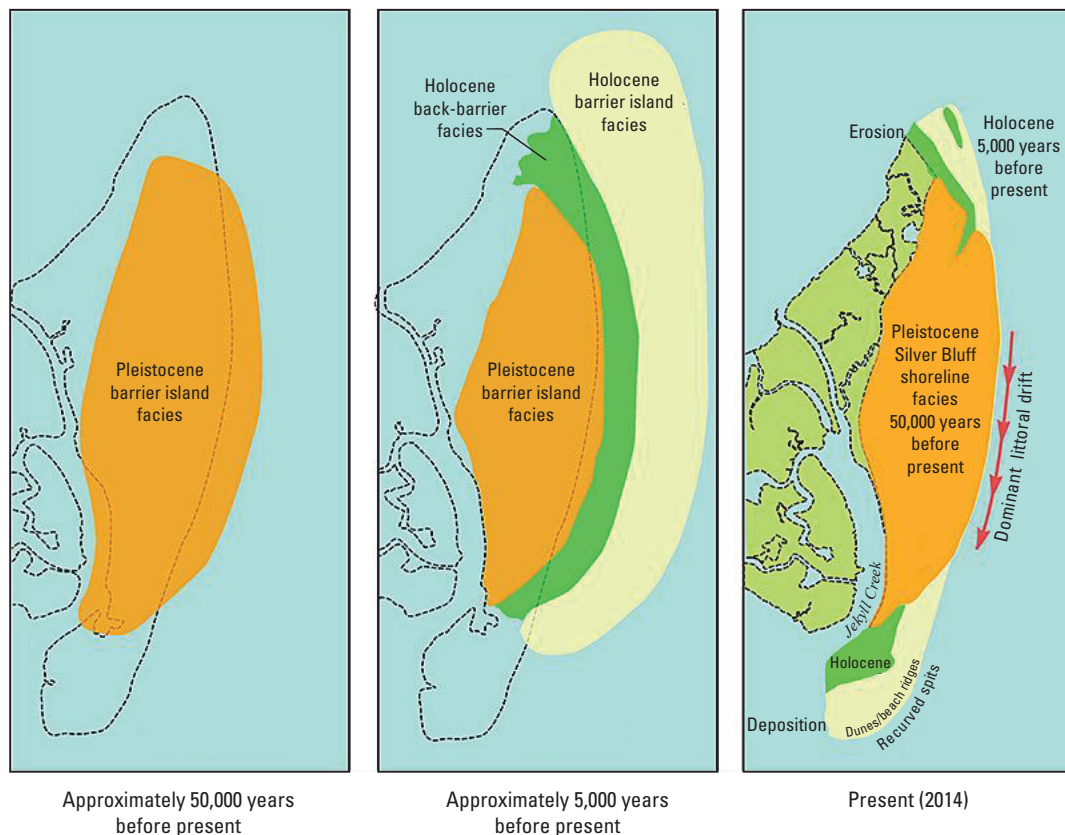 Pleistocene
barrier island
facies
Approximately 50,000 years
before present
Holocene
back-barrier
facies
Holocene
barrier island
facies
Pleistocene
barrier island
facies
Approximately 5,000 years
before present
Erosion
Holocene
5,000 years
before
present
Pleistocene
Silver Bluff
shoreline
facies
50,000 years
before
present
Dominant littoral drift
Jekyll Creek
Holocene
Dunes/beach ridges
Recurved spits
Deposition
Present (2014)